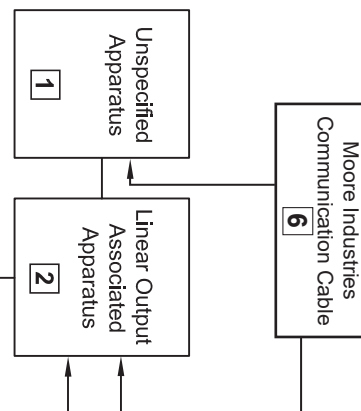 Unspecified
Apparatus
1
Linear Output
Associated
Apparatus
2
Moore Industries
Communication Cable
6